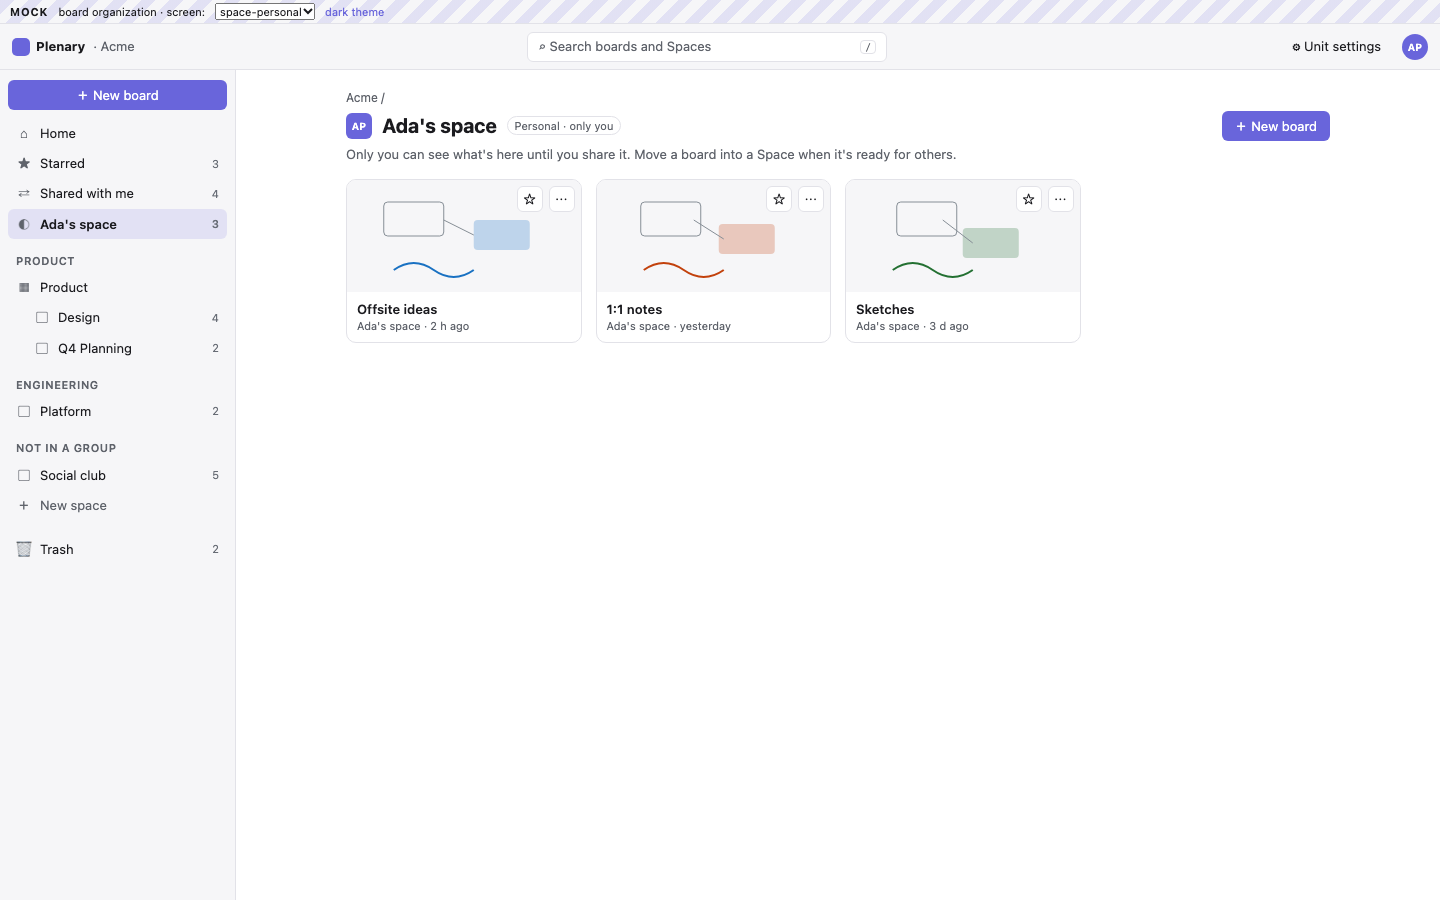 MOCK board organization · screen: space-personal dark theme
Plenary · Acme
Search boards and Spaces /
Unit settings
AP
+ New board
Home
Starred 3
Shared with me 4
Ada's space 3
PRODUCT
Product
Design 4
Q4 Planning 2
ENGINEERING
Platform 2
NOT IN A GROUP
Social club 5
+ New space
Trash 2
Acme /
AP Ada's space Personal · only you
+ New board
Only you can see what's here until you share it. Move a board into a Space when it's ready for others.
Offsite ideas
Ada's space · 2 h ago
1:1 notes
Ada's space · yesterday
Sketches
Ada's space · 3 d ago